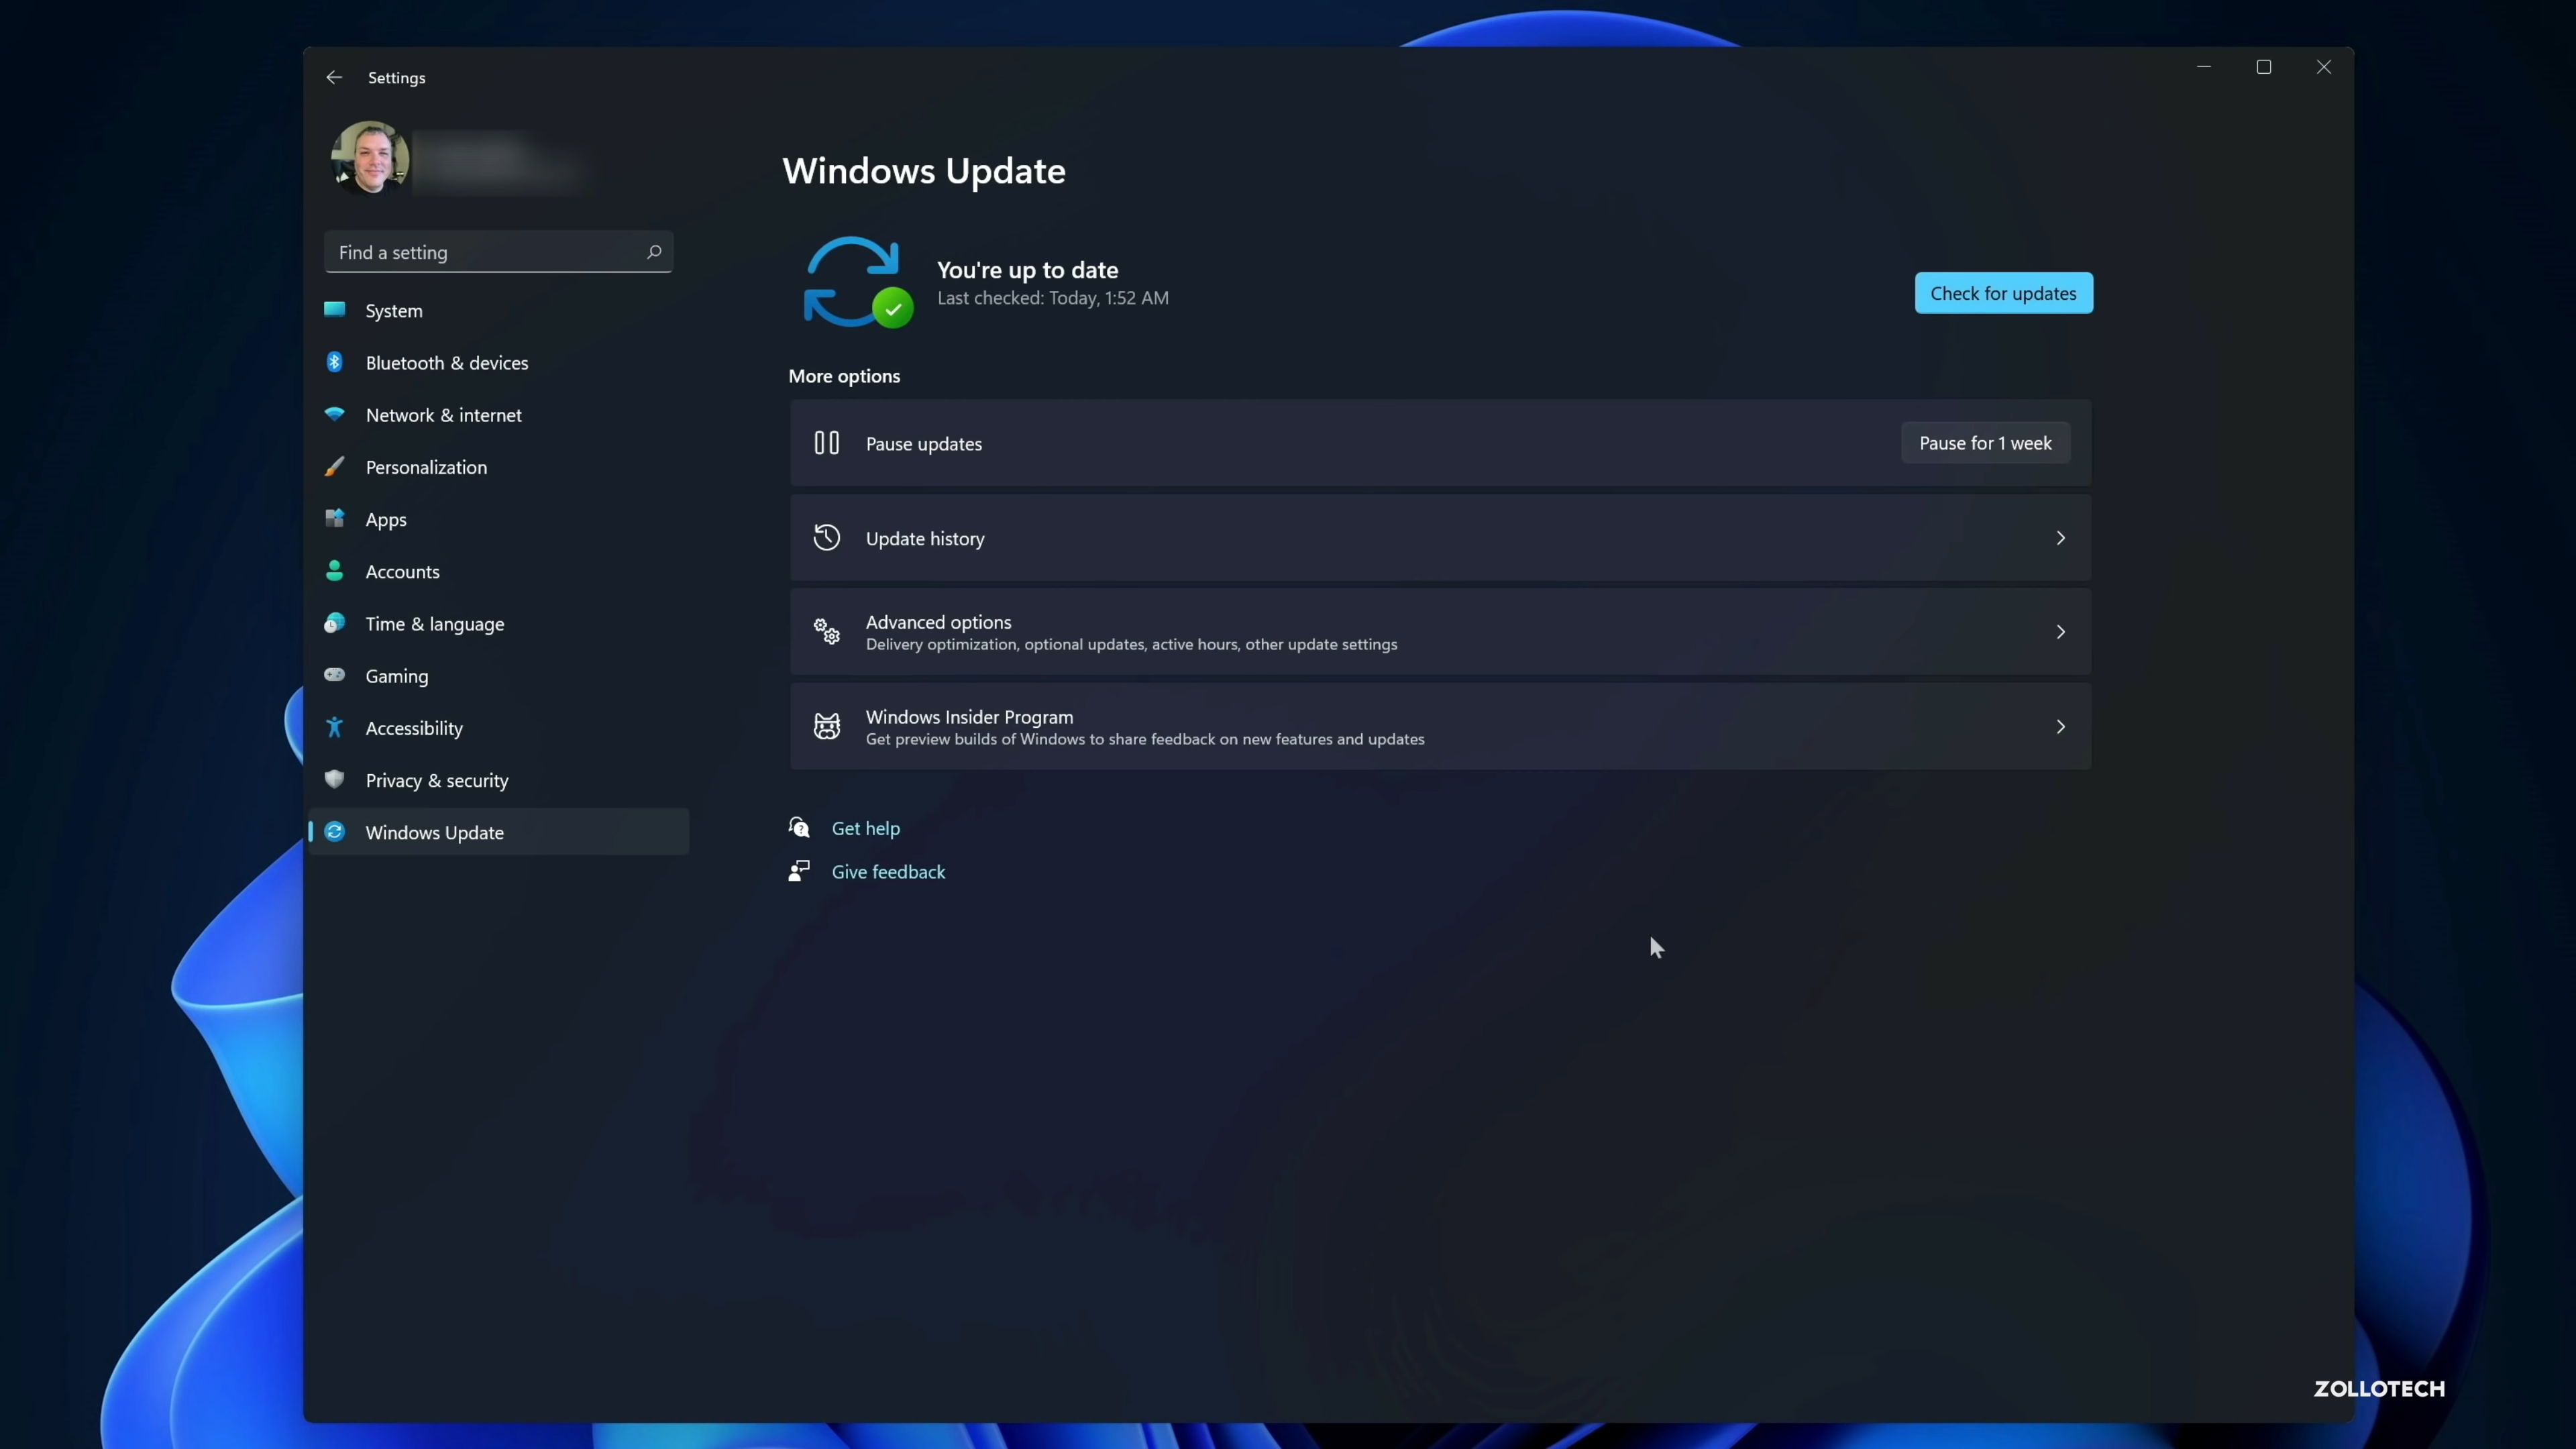 Settings
Find a setting
System
Bluetooth & devices
Network & internet
Personalization
Apps
Accounts
Time & language
Gaming
Accessibility
Privacy & security
Windows Update
Windows Update
You're up to date
Last checked: Today, 1:52 AM
Check for updates
More options
Pause updates
Pause for 1 week
Update history
Advanced options
Delivery optimization, optional updates, active hours, other update settings
Windows Insider Program
Get preview builds of Windows to share feedback on new features and updates
Get help
Give feedback
ZOLLOTECH